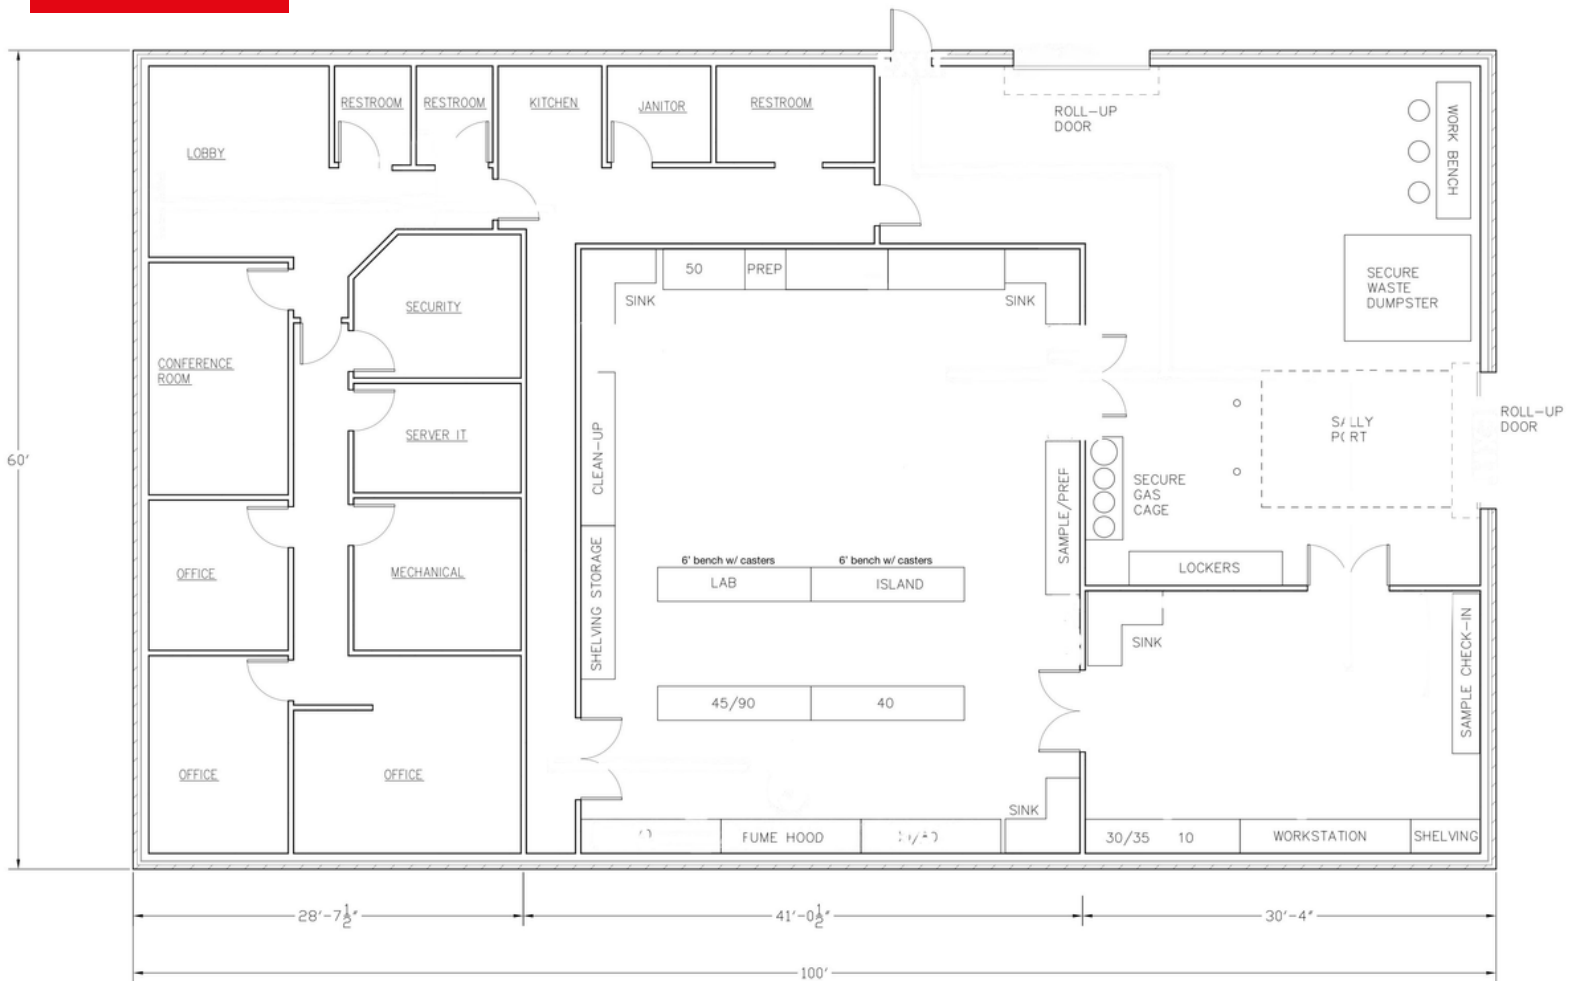 RESTROOM
RESTROOM
KITCHEN
JANITOR
RESTROOM
ROLL-UP
DOOR
WORK BENCH
LOBBY
SECURE
WASTE
DUMPSTER
50
PREP
SINK
SINK
SECURITY
CONFERENCE
ROOM
SERVER IT
CLEAN-UP
SALLY
PORT
ROLL-UP
DOOR
60'
SAMPLE/PREF
SECURE
GAS
CAGE
6' bench w/ casters
6' bench w/ casters
LAB
ISLAND
LOCKERS
OFFICE
MECHANICAL
SHELVING STORAGE
SINK
SAMPLE CHECK-IN
45/90
40
OFFICE
OFFICE
SINK
FUME HOOD
30/35
10
WORKSTATION
SHELVING
28'-7½"
41'-0½"
30'-4"
100'